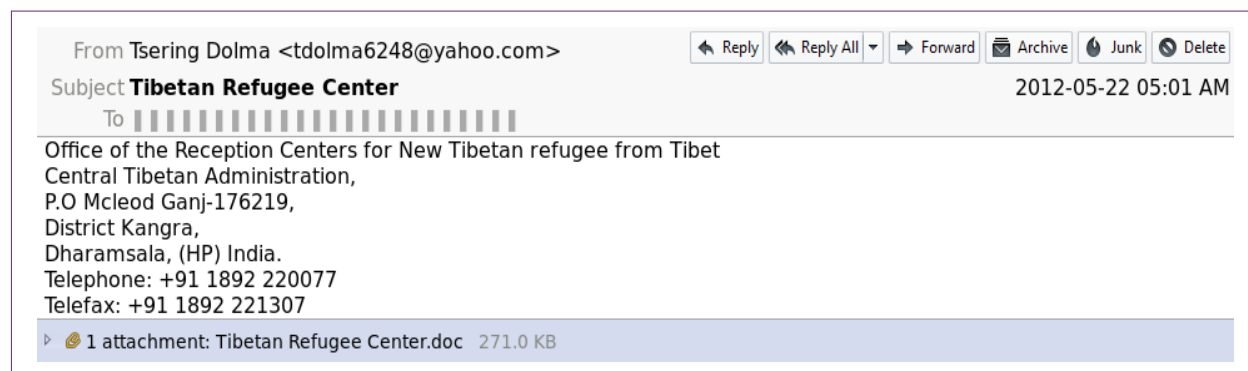 From Tsering Dolma <tdolma6248@yahoo.com>
Reply
Reply All
Forward
Archive
Junk
Delete
Subject Tibetan Refugee Center
2012-05-22 05:01 AM
To
Office of the Reception Centers for New Tibetan refugee from Tibet
Central Tibetan Administration,
P.O Mcleod Ganj-176219,
District Kangra,
Dharamsala, (HP) India.
Telephone: +91 1892 220077
Telefax: +91 1892 221307
1 attachment: Tibetan Refugee Center.doc 271.0 KB